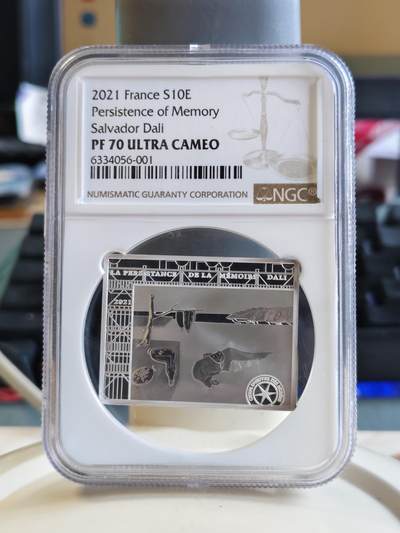 2021 France S10E
Persistence of Memory
Salvador Dali
PF 70 ULTRA CAMEO
6334056-001
NUMISMATIC GUARANTY CORPORATION
NGC®
LA PERSISTANCE DE LA MÉMOIRE DALI
2021